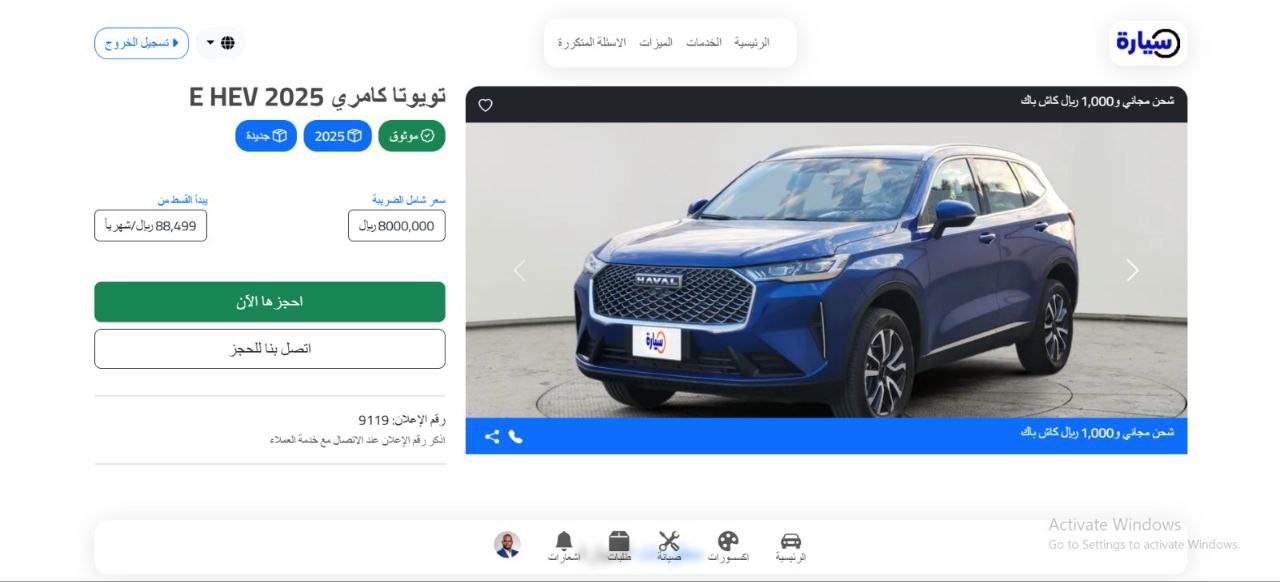 سيارة
الرئيسية الخدمات الميزات الاسئلة المتكررة
تسجيل الخروج
شحن مجاني و1,000 ريال كاش باك
HAVAL
سيارة
شحن مجاني و1,000 ريال كاش باك
تويوتا كامري E HEV 2025
موثوق 2025 جديدة
سعر شامل الضريبة
8000,000 ريال
يبدأ القسط من
88,499 ريال/شهرياً
احجزها الآن
اتصل بنا للحجز
رقم الإعلان: 9119
اذكر رقم الإعلان عند الاتصال مع خدمة العملاء
الرئيسية اكسسورات صيانة طلبات اشعارات
Activate Windows
Go to Settings to activate Windows.